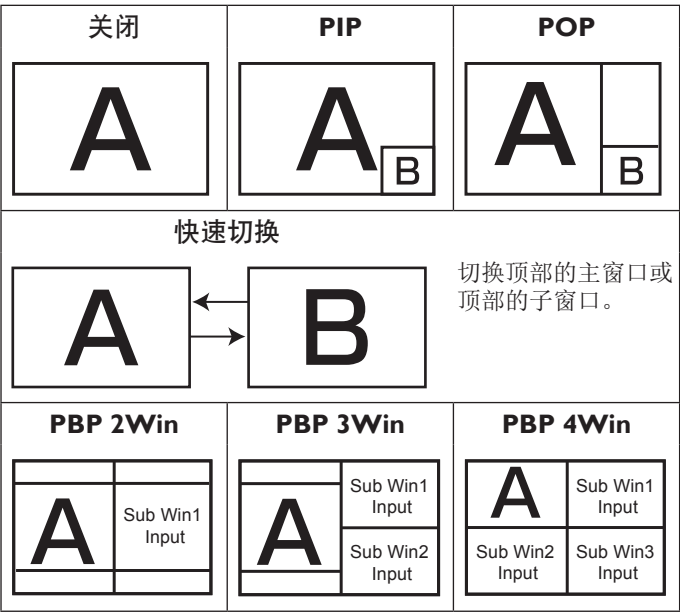 关闭
PIP
POP
A
A
B
A
B
快速切换
A
B
切换顶部的主窗口或
顶部的子窗口。
PBP 2Win
PBP 3Win
PBP 4Win
A
Sub Win1
Input
A
Sub Win1
Input
Sub Win2
Input
A
Sub Win1
Input
Sub Win2
Input
Sub Win3
Input